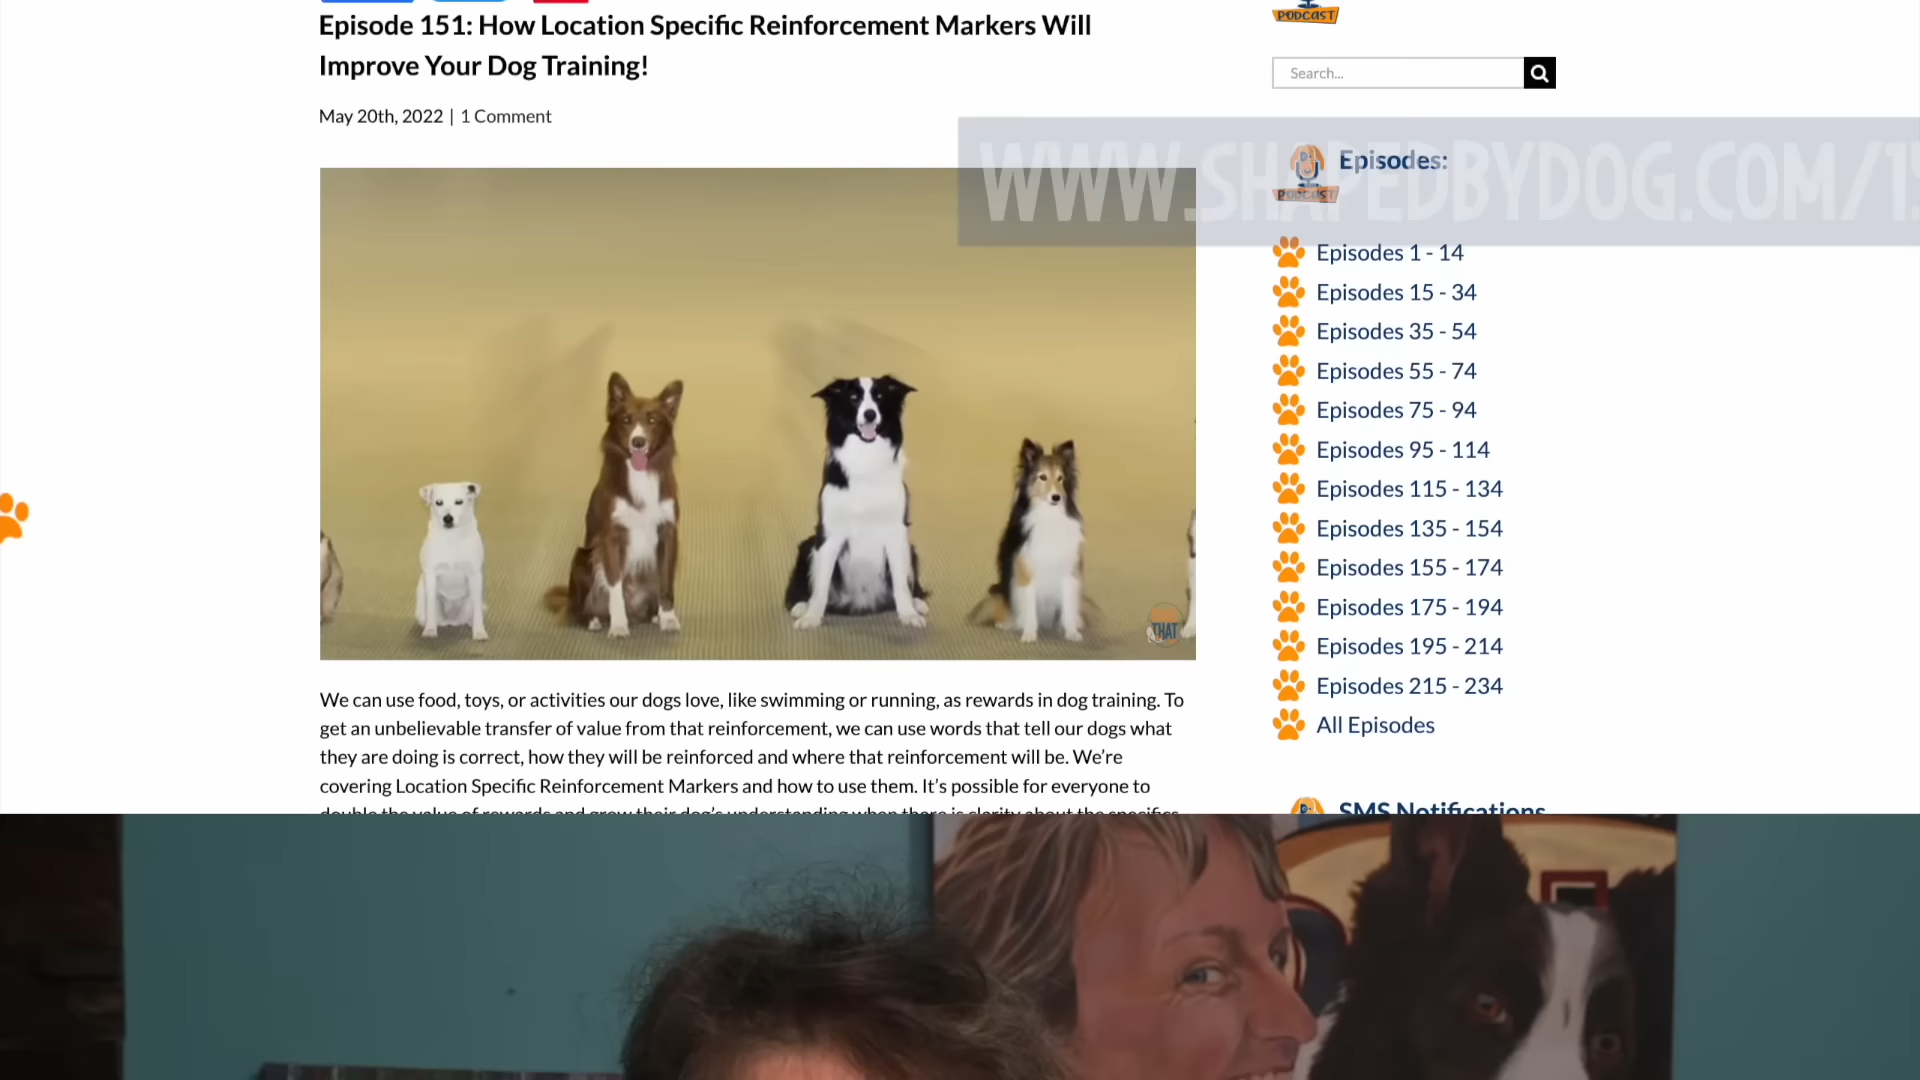 Episode 151: How Location Specific Reinforcement Markers Will
Improve Your Dog Training!
May 20th, 2022 | 1 Comment
THAT
We can use food, toys, or activities our dogs love, like swimming or running, as rewards in dog training. To
get an unbelievable transfer of value from that reinforcement, we can use words that tell our dogs what
they are doing is correct, how they will be reinforced and where that reinforcement will be. We’re
covering Location Specific Reinforcement Markers and how to use them. It’s possible for everyone to
double the value of rewards and grow their dog’s understanding when there is clarity about the specifics
PODCAST
Search...
WWW.SHAPEDBYDOG.COM/15
Episodes:
PODCAST
Episodes 1 - 14
Episodes 15 - 34
Episodes 35 - 54
Episodes 55 - 74
Episodes 75 - 94
Episodes 95 - 114
Episodes 115 - 134
Episodes 135 - 154
Episodes 155 - 174
Episodes 175 - 194
Episodes 195 - 214
Episodes 215 - 234
All Episodes
SMS Notifications